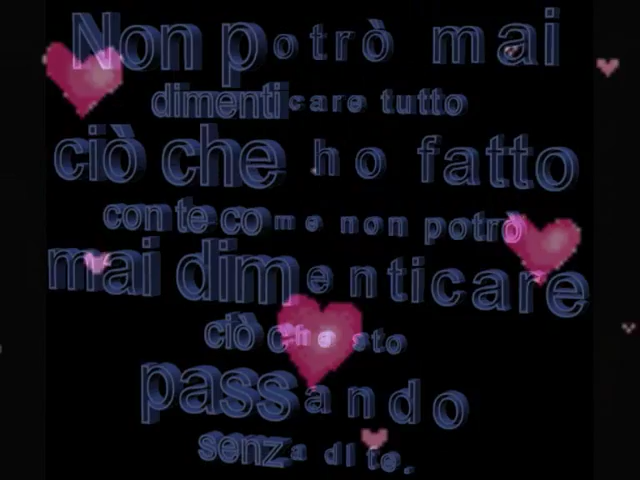 Non potrò mai
dimenticare tutto
ciò che ho fatto
con te come non potrò
mai dimenticare
ciò che sto
passando
senza di te.